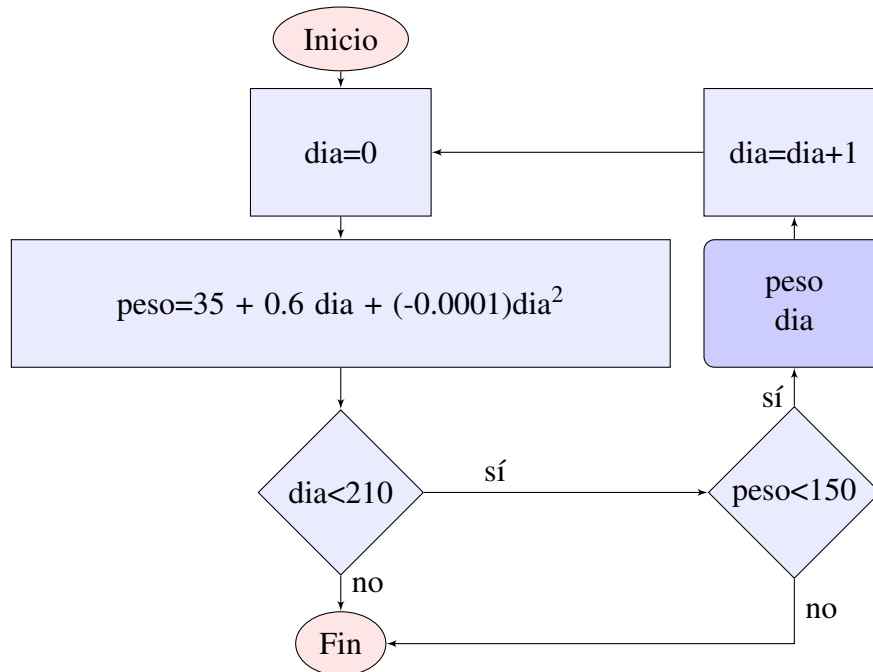 Inicio
dia=0
dia=dia+1
peso=35 + 0.6 dia + (-0.0001)dia²
peso
dia
sí
dia<210
sí
peso<150
no
no
Fin